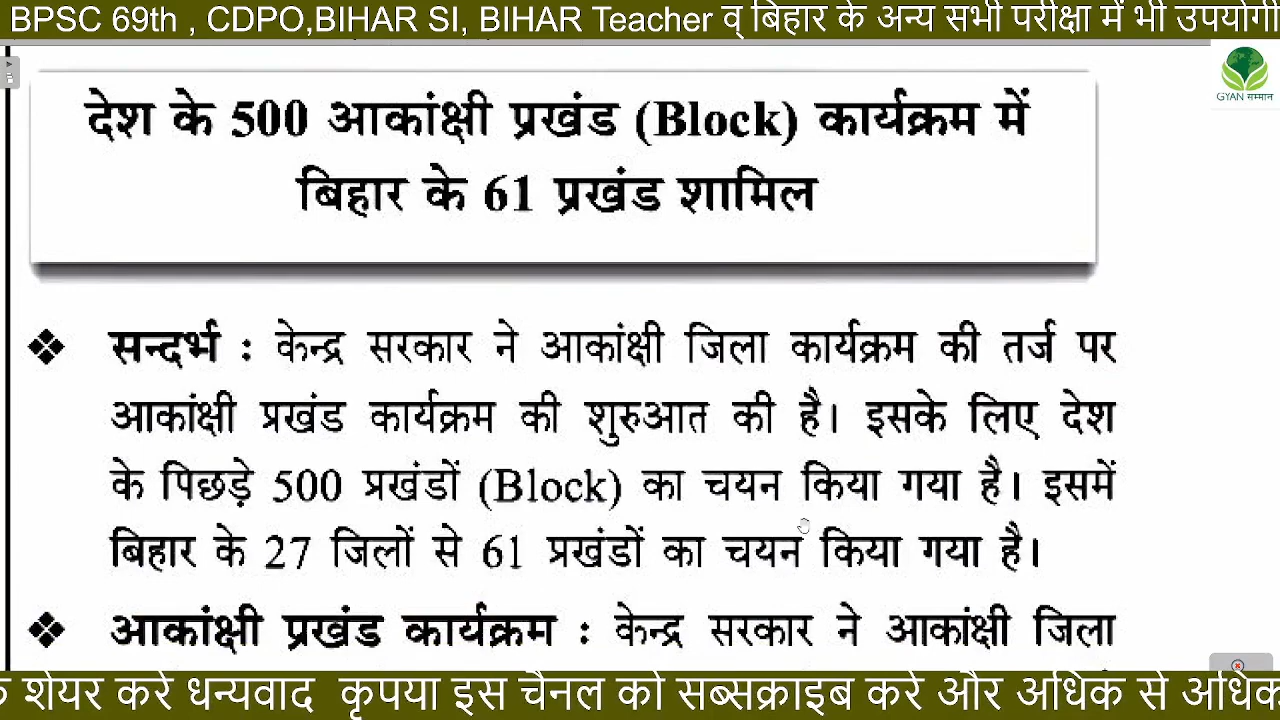 BPSC 69th , CDPO,BIHAR SI, BIHAR Teacher व् बिहार के अन्य सभी परीक्षा में भी उपयोगी
GYAN सम्मान
देश के 500 आकांक्षी प्रखंड (Block) कार्यक्रम में
बिहार के 61 प्रखंड शामिल
❖ सन्दर्भ : केन्द्र सरकार ने आकांक्षी जिला कार्यक्रम की तर्ज पर
आकांक्षी प्रखंड कार्यक्रम की शुरुआत की है। इसके लिए देश
के पिछड़े 500 प्रखंडों (Block) का चयन किया गया है। इसमें
बिहार के 27 जिलों से 61 प्रखंडों का चयन किया गया है।
❖ आकांक्षी प्रखंड कार्यक्रम : केन्द्र सरकार ने आकांक्षी जिला
शेयर करे धन्यवाद कृपया इस चैनल को सब्सक्राइब करे और अधिक से अधिक